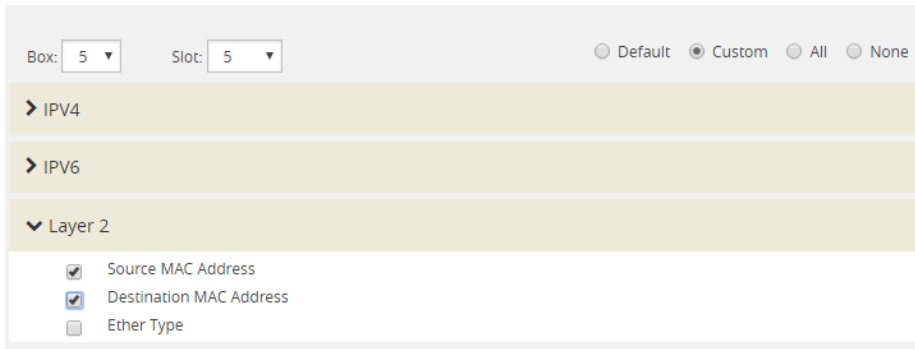 Box: 5 Slot: 5 Default Custom All None
IPV4
IPV6
Layer 2
Source MAC Address
Destination MAC Address
Ether Type